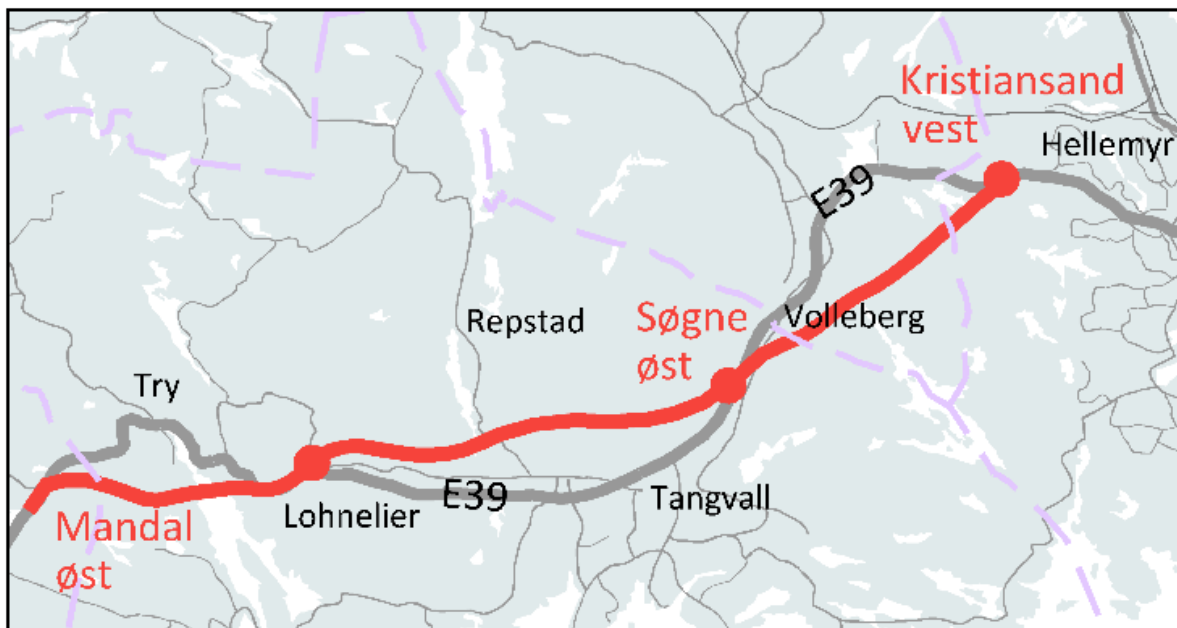 Kristiansand
vest
Hellemyr
E39
Søgne
øst
Volleberg
Repstad
Try
Lohnelier
E39
Tangvall
Mandal
øst